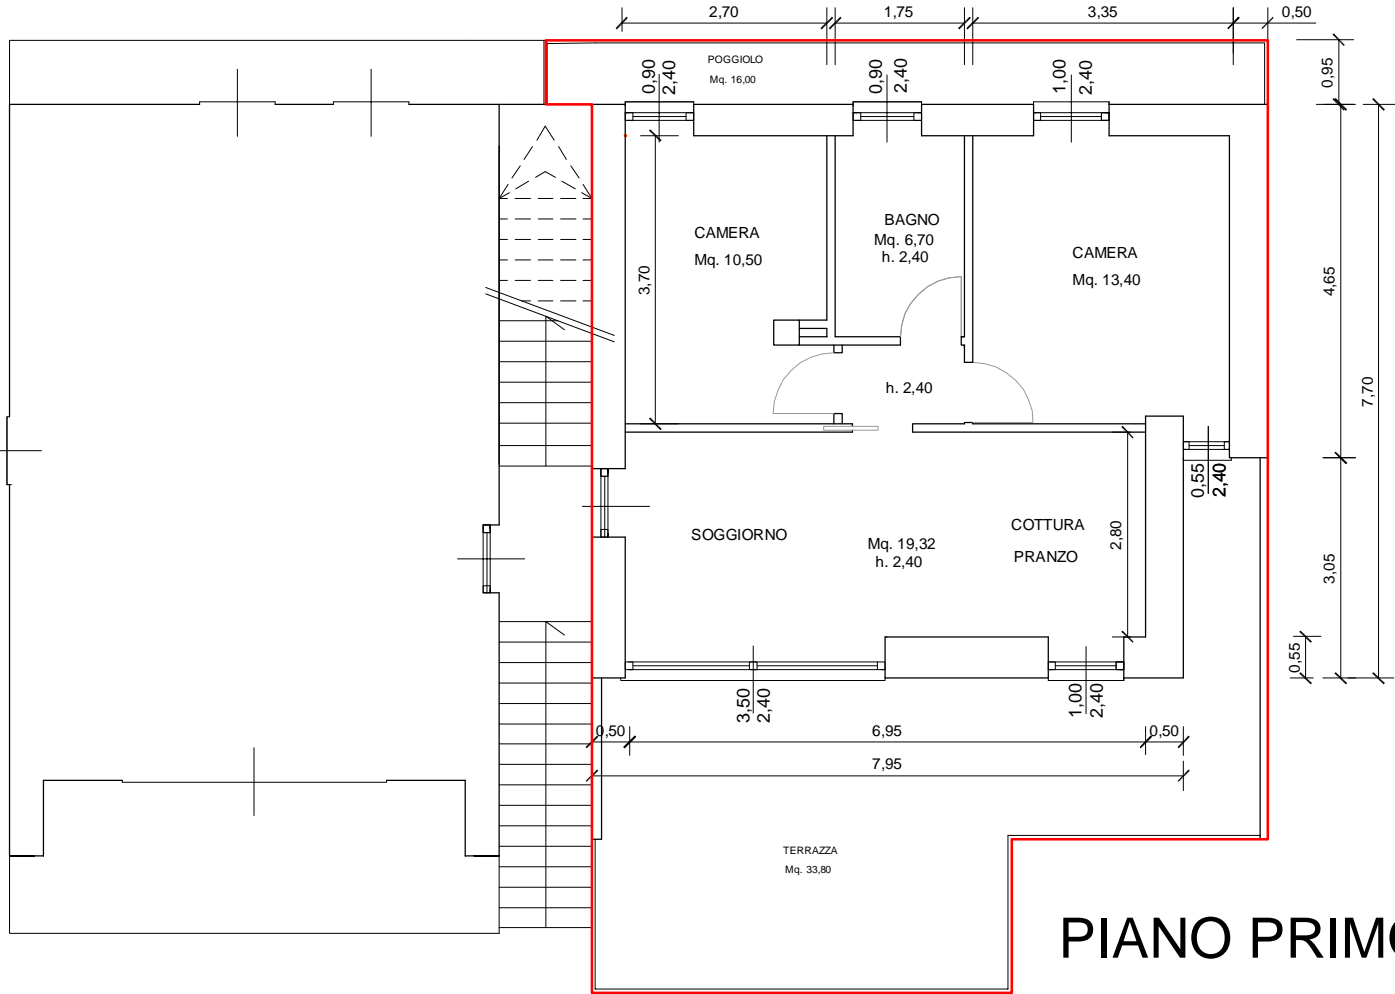 2,70
1,75
3,35
0,50
POGGIOLO
Mq. 16,00
0,90
2,40
0,90
2,40
1,00
2,40
0,95
CAMERA
Mq. 10,50
BAGNO
Mq. 6,70
h. 2,40
CAMERA
Mq. 13,40
3,70
4,65
7,70
h. 2,40
0,55
2,40
SOGGIORNO
Mq. 19,32
h. 2,40
COTTURA
PRANZO
2,80
3,05
0,55
3,50
2,40
1,00
2,40
0,50
6,95
0,50
7,95
TERRAZZA
Mq. 33,80
PIANO PRIMO